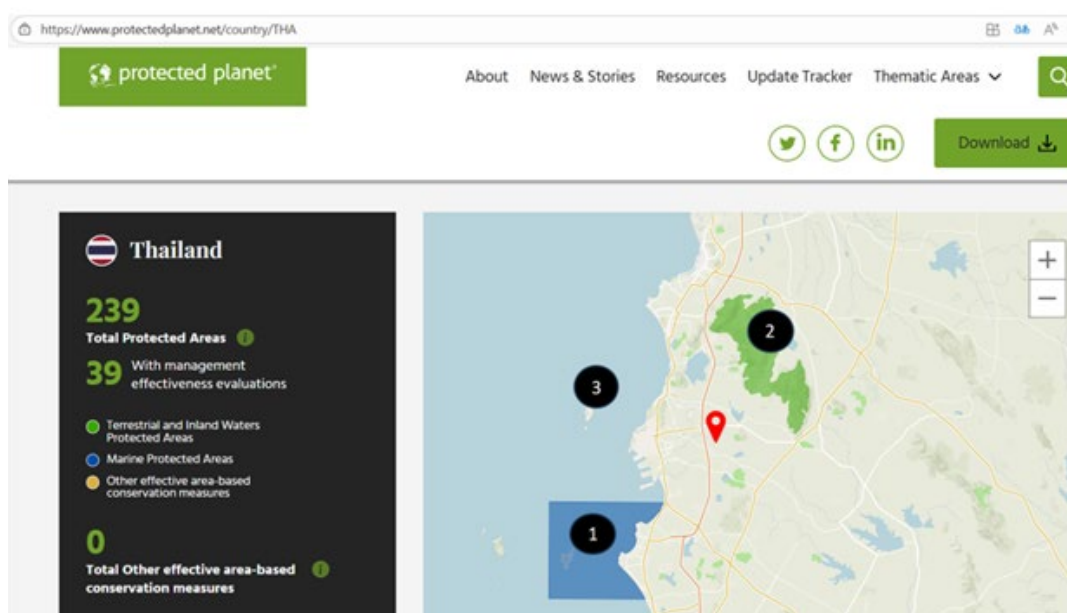 https://www.protectedplanet.net/country/THA
protected planet®
About News & Stories Resources Update Tracker Thematic Areas
Download
Thailand
239
Total Protected Areas
39 With management
effectiveness evaluations
Terrestrial and Inland Waters
Protected Areas
Marine Protected Areas
Other effective area-based
conservation measures
0
Total Other effective area-based
conservation measures
2
3
1